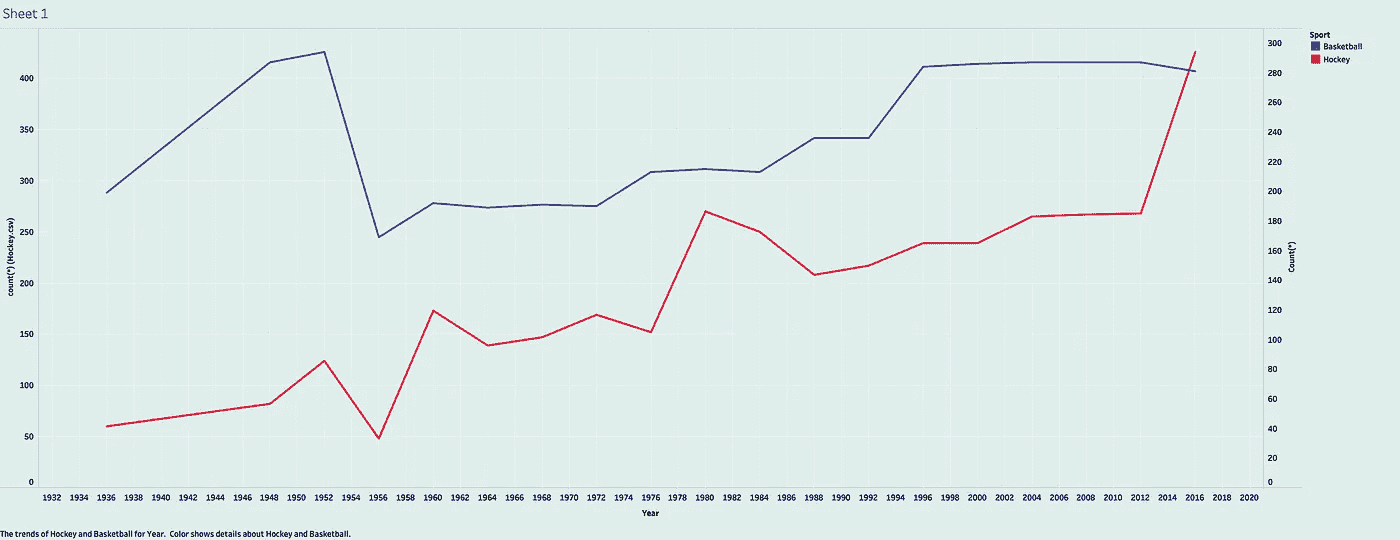 Sheet 1
300
Sport
Basketball
Hockey
400
280
260
350
240
220
300
200
250
180
count(*) (Hockey.csv)
160
Count(*)
200
140
120
150
100
100
80
60
50
40
20
0
0
1932 1934 1936 1938 1940 1942 1944 1946 1948 1950 1952 1954 1956 1958 1960 1962 1964 1966 1968 1970 1972 1974 1976 1978 1980 1982 1984 1986 1988 1990 1992 1994 1996 1998 2000 2002 2004 2006 2008 2010 2012 2014 2016 2018 2020
Year
The trends of Hockey and Basketball for Year. Color shows details about Hockey and Basketball.